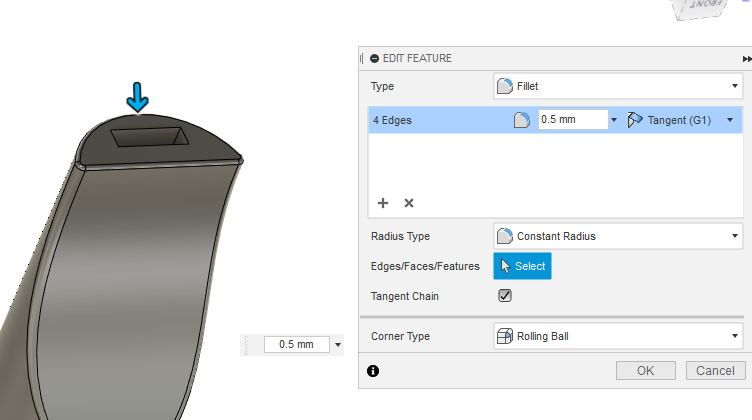 FRONT
EDIT FEATURE
Type Fillet
4 Edges 0.5 mm Tangent (G1)
Radius Type Constant Radius
Edges/Faces/Features Select
Tangent Chain
0.5 mm
Corner Type Rolling Ball
OK Cancel